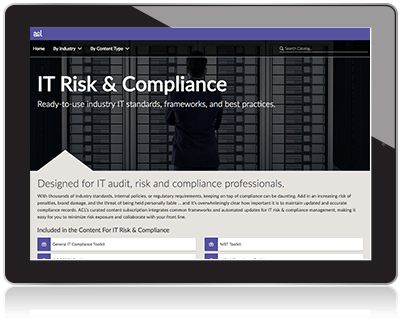 acl
Home By Industry By Content Type Search Catalog...
IT Risk & Compliance
Ready-to-use industry IT standards, frameworks, and best practices.
Designed for IT audit, risk and compliance professionals.
With thousands of industry standards, internal policies, or regulatory requirements, keeping on top of compliance can be daunting. Add in an increasing risk of
penalties, brand damage, and the threat of being held personally liable ... and it's overwhelmingly clear how important it is to maintain updated and accurate
compliance records. ACL's curated content subscription integrates common frameworks and automated updates for IT risk & compliance management, making it
easy for you to minimize risk exposure and collaborate with your front line.
Included in the Content For IT Risk & Compliance
General IT Compliance Toolkit NIST Toolkit